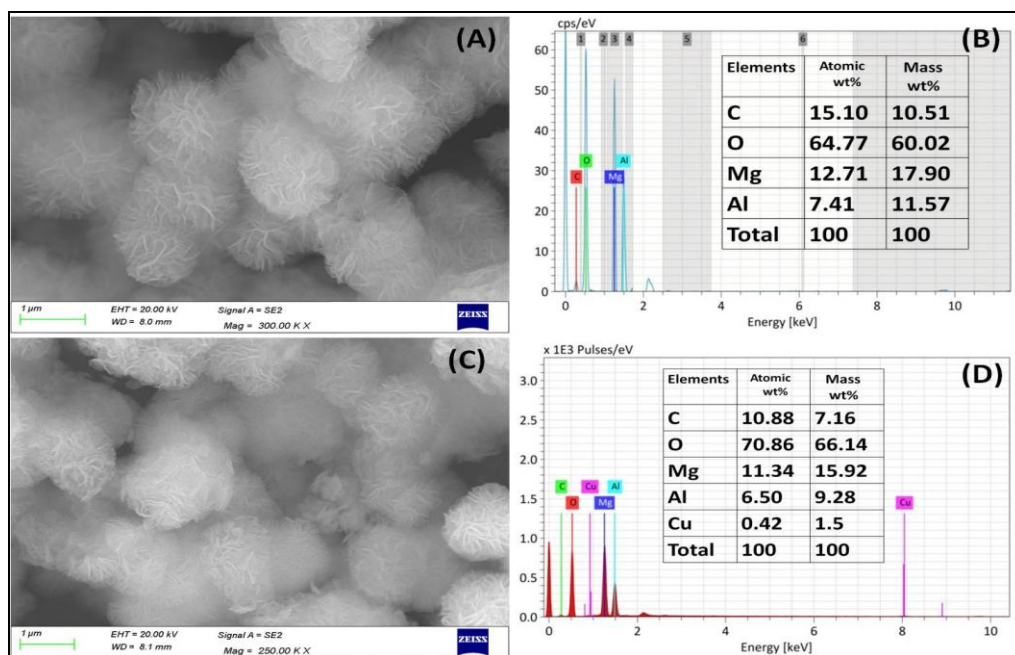 (A)
1 µm
EHT = 20.00 kV
Signal A = SE2
WD = 8.0 mm
Mag = 300.00 K X
ZEISS
cps/eV
(B)
1 2 3 4 5 6
60
50
40
30
20
10
0
Elements Atomic wt% Mass wt%
C 15.10 10.51
O 64.77 60.02
Mg 12.71 17.90
Al 7.41 11.57
Total 100 100
C O Mg Al
0 2 4 6 8 10
Energy [keV]
(C)
1 µm
EHT = 20.00 kV
Signal A = SE2
WD = 8.1 mm
Mag = 250.00 K X
ZEISS
x 1E3 Pulses/eV
(D)
3.0
2.5
2.0
1.5
1.0
0.5
0.0
Elements Atomic wt% Mass wt%
C 10.88 7.16
O 70.86 66.14
Mg 11.34 15.92
Al 6.50 9.28
Cu 0.42 1.5
Total 100 100
C O Cu Mg Al Cu
0 2 4 6 8 10
Energy [keV]